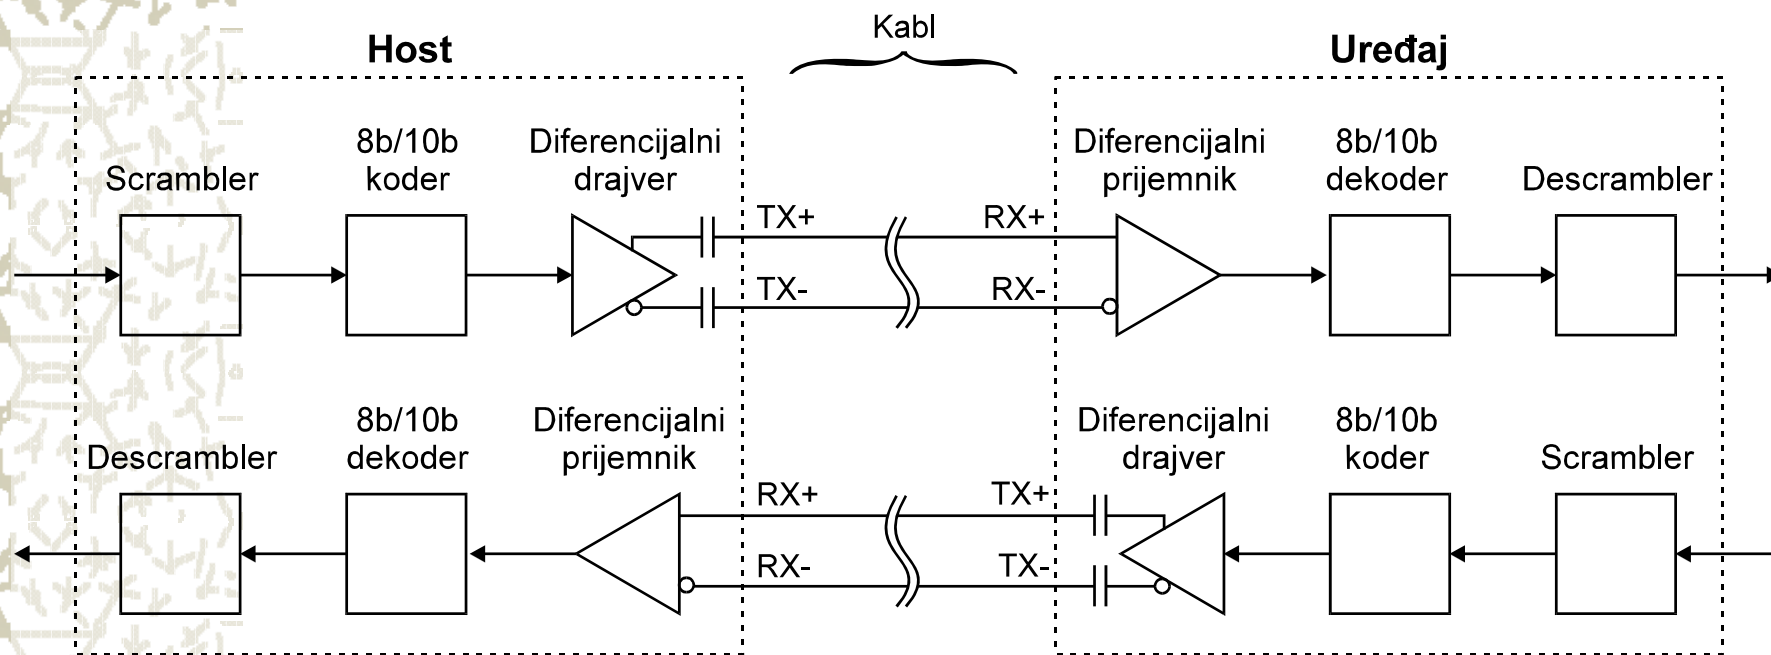 Kabl
Host
Uređaj
8b/10b
koder
Diferencijalni
drajver
Scrambler
Diferencijalni
prijemnik
8b/10b
dekoder
Descrambler
TX+
RX+
TX-
RX-
Descrambler
8b/10b
dekoder
Diferencijalni
prijemnik
Diferencijalni
drajver
8b/10b
koder
Scrambler
RX+
TX+
RX-
TX-